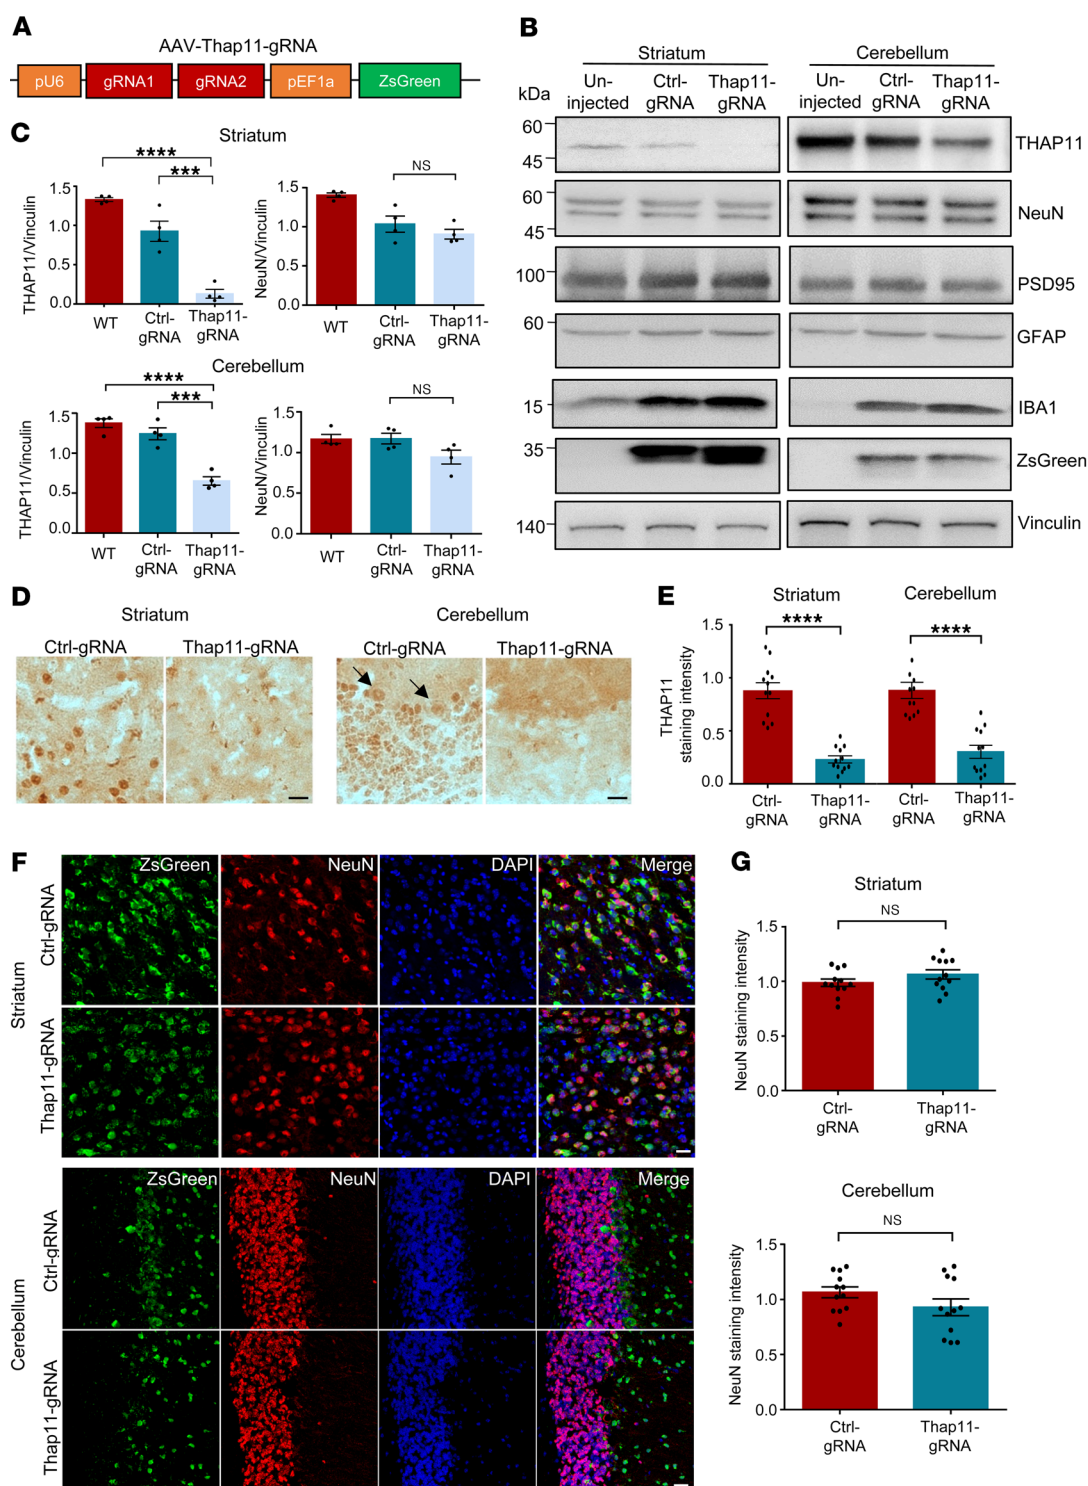 A
AAV-Thap11-gRNA
pU6 gRNA1 gRNA2 pEF1a ZsGreen
B
Striatum Cerebellum
Un-injected Ctrl-gRNA Thap11-gRNA Un-injected Ctrl-gRNA Thap11-gRNA
kDa
60
45
THAP11
60
45
NeuN
100
PSD95
60
GFAP
15
IBA1
35
ZsGreen
140
Vinculin
C
Striatum
THAP11/Vinculin
1.5
1.0
0.5
0.0
****
***
WT
Ctrl-gRNA
Thap11-gRNA
NeuN/Vinculin
1.5
1.0
0.5
0.0
NS
WT
Ctrl-gRNA
Thap11-gRNA
Cerebellum
THAP11/Vinculin
1.5
1.0
0.5
0.0
****
***
WT
Ctrl-gRNA
Thap11-gRNA
NeuN/Vinculin
1.5
1.0
0.5
0.0
NS
WT
Ctrl-gRNA
Thap11-gRNA
D
Striatum
Ctrl-gRNA Thap11-gRNA
Cerebellum
Ctrl-gRNA Thap11-gRNA
E
Striatum Cerebellum
THAP11
staining intensity
1.5
1.0
0.5
0.0
**** ****
Ctrl-gRNA
Thap11-gRNA
Ctrl-gRNA
Thap11-gRNA
F
ZsGreen NeuN DAPI Merge
Striatum
Ctrl-gRNA
Thap11-gRNA
ZsGreen NeuN DAPI Merge
Cerebellum
Ctrl-gRNA
Thap11-gRNA
G
Striatum
NeuN staining intensity
1.5
1.0
0.5
0.0
NS
Ctrl-gRNA
Thap11-gRNA
Cerebellum
NeuN staining intensity
1.5
1.0
0.5
0.0
NS
Ctrl-gRNA
Thap11-gRNA